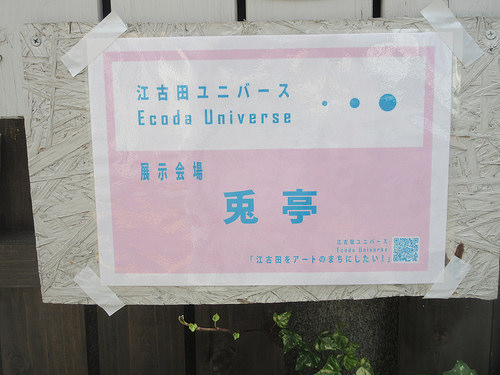 江古田ユニバース
Ecoda Universe
展示会場
兎亭
江古田ユニバース
Ecoda Universe
「江古田をアートのまちにしたい!」